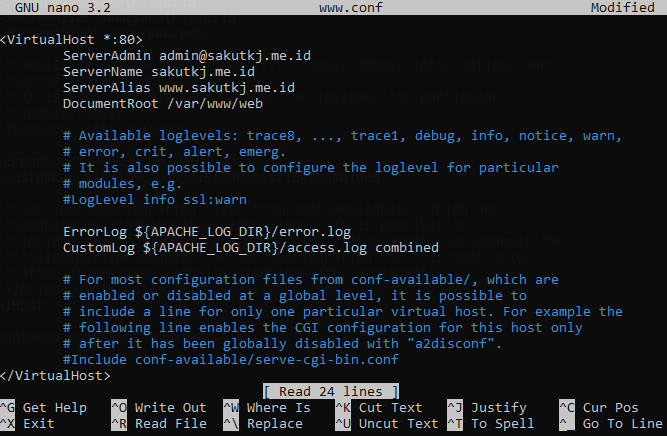 GNU nano 3.2 www.conf Modified
<VirtualHost *:80>
ServerAdmin admin@sakutkj.me.id
ServerName sakutkj.me.id
ServerAlias www.sakutkj.me.id
DocumentRoot /var/www/web
# Available loglevels: trace8, ..., trace1, debug, info, notice, warn,
# error, crit, alert, emerg.
# It is also possible to configure the loglevel for particular
# modules, e.g.
#LogLevel info ssl:warn
ErrorLog ${APACHE_LOG_DIR}/error.log
CustomLog ${APACHE_LOG_DIR}/access.log combined
# For most configuration files from conf-available/, which are
# enabled or disabled at a global level, it is possible to
# include a line for only one particular virtual host. For example the
# following line enables the CGI configuration for this host only
# after it has been globally disabled with "a2disconf".
#Include conf-available/serve-cgi-bin.conf
</VirtualHost>
[ Read 24 lines ]
^G Get Help ^O Write Out ^W Where Is ^K Cut Text ^J Justify ^C Cur Pos
^X Exit ^R Read File ^\ Replace ^U Uncut Text ^T To Spell ^_ Go To Line